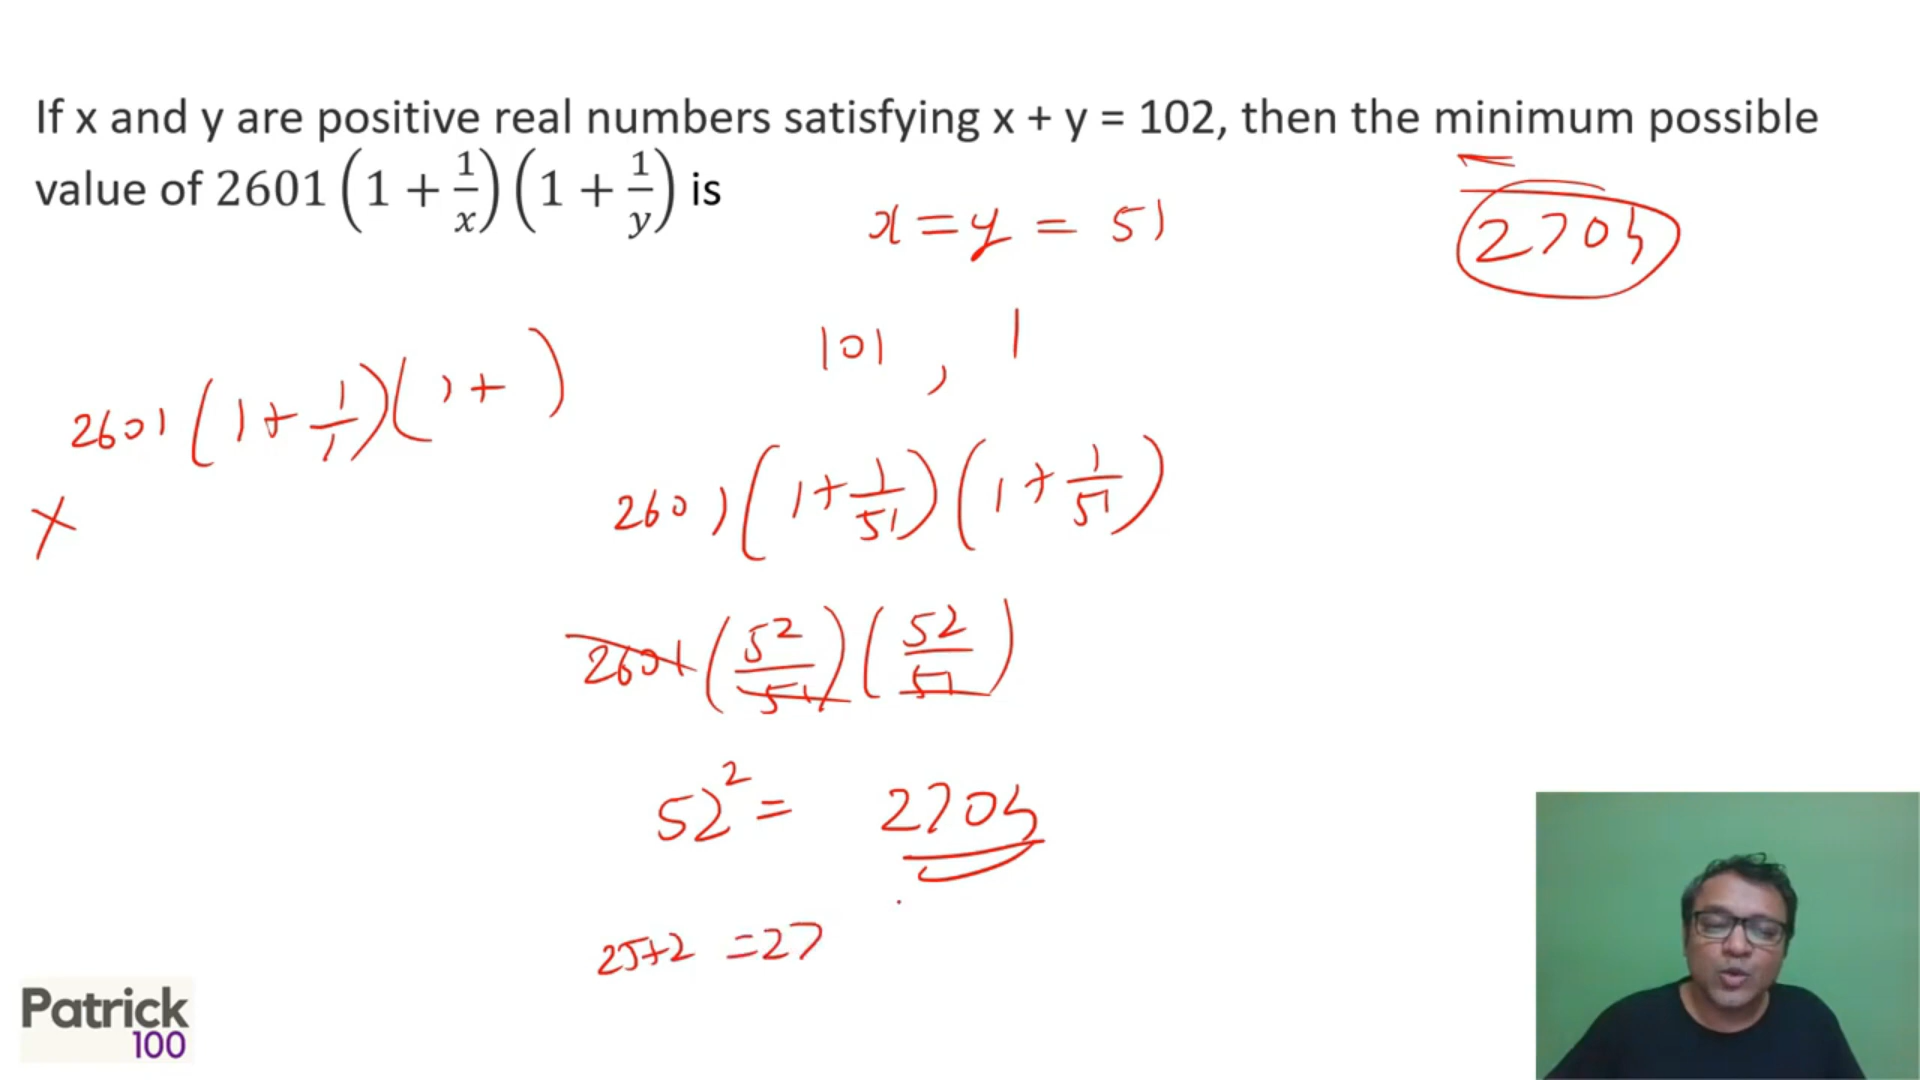 If x and y are positive real numbers satisfying x + y = 102, then the minimum possible
value of 2601 (1 + 1/x) (1 + 1/y) is
x = y = 51
2704
101 , 1
2601 (1 + 1/1) (1 + )
x
2601 (1 + 1/51) (1 + 1/51)
2601 (52/51) (52/51)
52² = 2704
25+2 = 27
Patrick
100